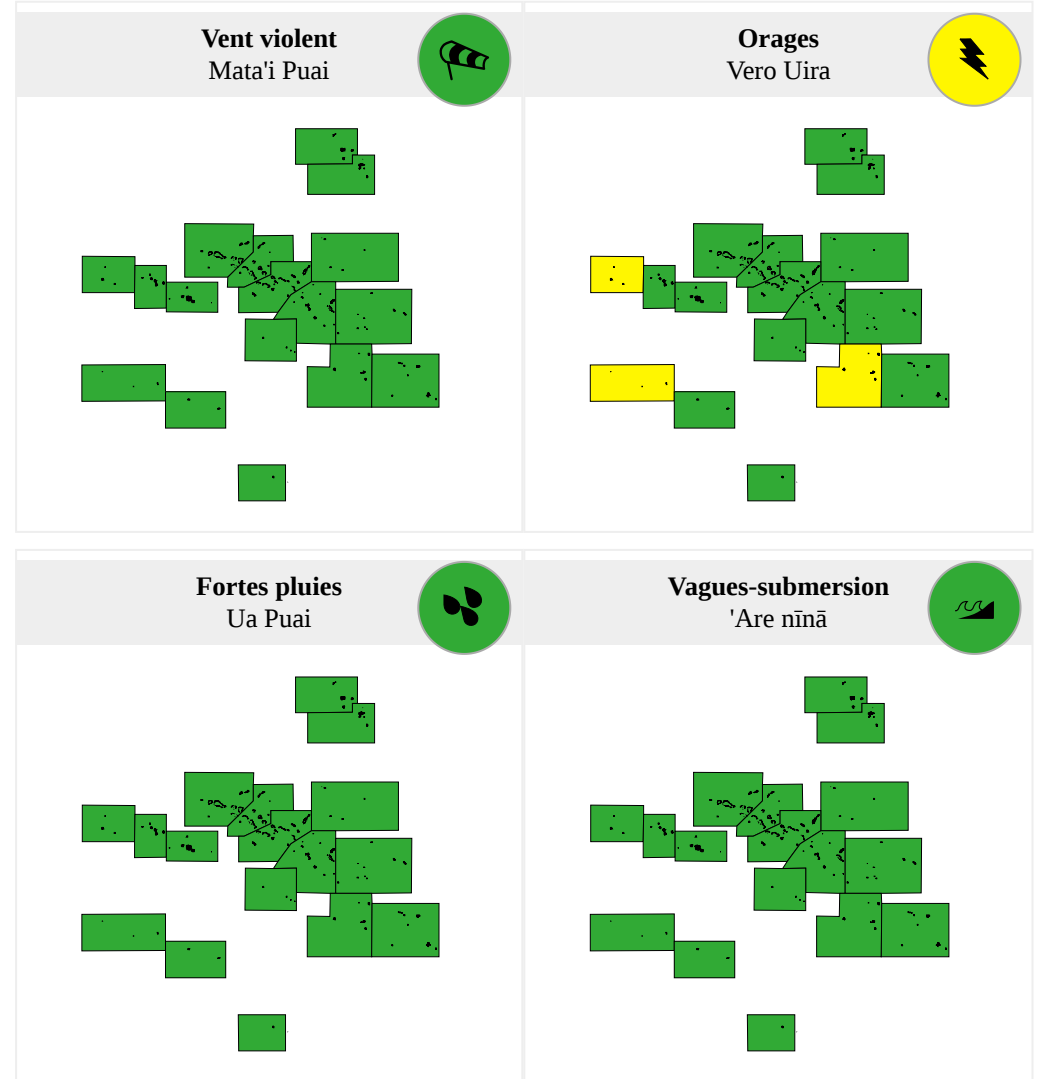 Vent violent
Mata'i Puai
Orages
Vero Uira
Fortes pluies
Ua Puai
Vagues-submersion
'Are nīnā